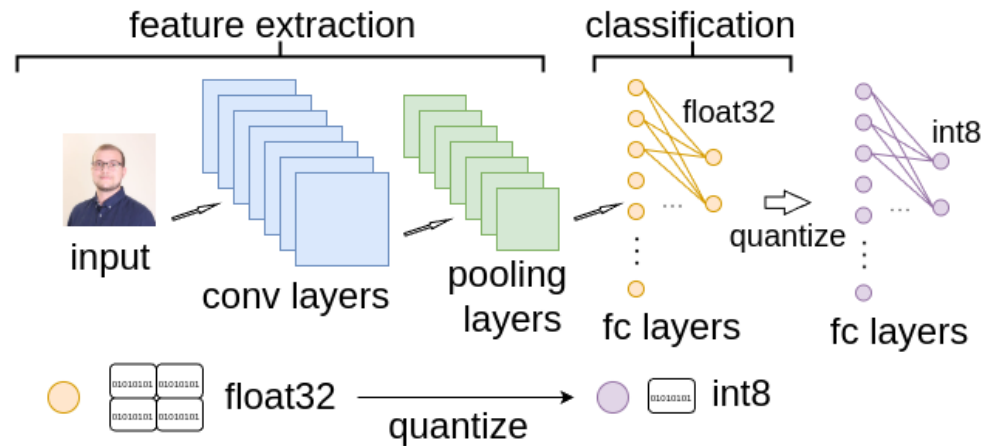 feature extraction
classification
float32
int8
input
conv layers
pooling
layers
...
fc layers
quantize
...
fc layers
01010101 01010101
01010101 01010101
float32
quantize
01010101
int8